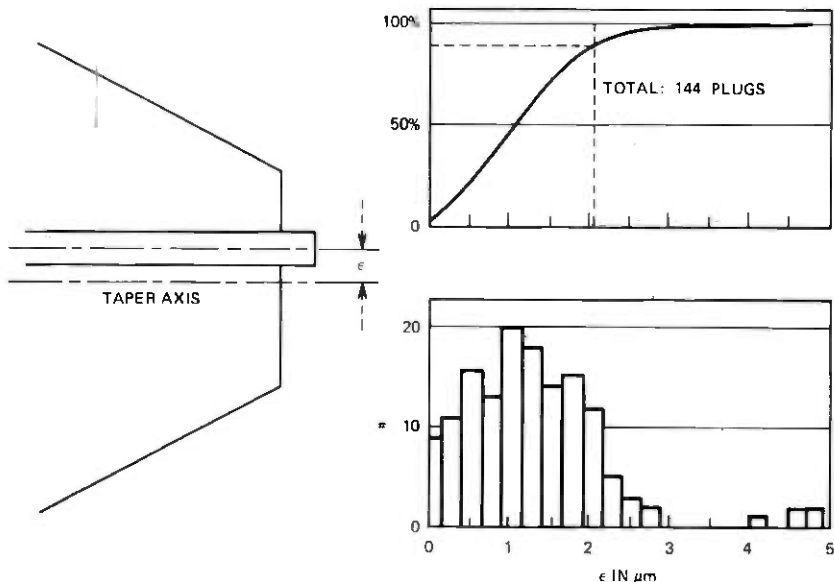 ε
TAPER AXIS
100%
50%
0
TOTAL: 144 PLUGS
20
10
0
#
0 1 2 3 4 5
ε IN μm